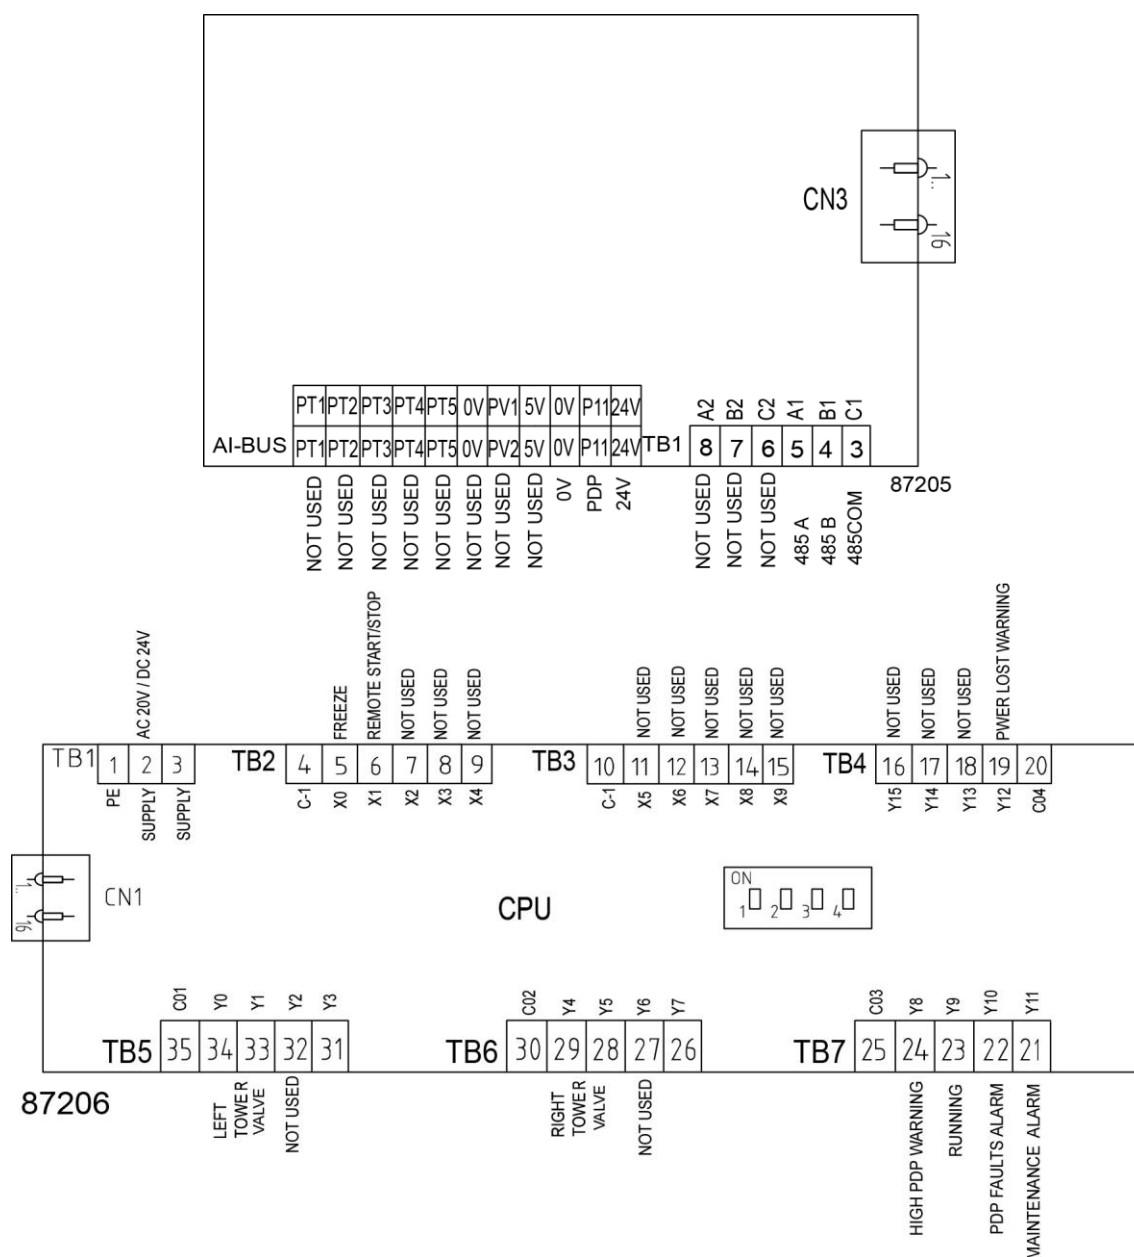 CN3
1..
16
PT1 PT2 PT3 PT4 PT5 0V PV1 5V 0V P11 24V
AI-BUS PT1 PT2 PT3 PT4 PT5 0V PV2 5V 0V P11 24V
NOT USED NOT USED NOT USED NOT USED NOT USED NOT USED NOT USED NOT USED 0V PDP 24V
A2 B2 C2 A1 B1 C1
TB1 8 7 6 5 4 3
NOT USED NOT USED NOT USED 485 A 485 B 485COM
87205
AC 20V / DC 24V
TB1 1 2 3
PE SUPPLY SUPPLY
FREEZE REMOTE START/STOP NOT USED NOT USED NOT USED
TB2 4 5 6 7 8 9
C-1 X0 X1 X2 X3 X4
NOT USED NOT USED NOT USED NOT USED NOT USED
TB3 10 11 12 13 14 15
C-1 X5 X6 X7 X8 X9
NOT USED NOT USED NOT USED PWER LOST WARNING
TB4 16 17 18 19 20
Y15 Y14 Y13 Y12 C04
1..
16
CN1
CPU
ON
1 2 3 4
C01 Y0 Y1 Y2 Y3
TB5 35 34 33 32 31
LEFT
TOWER
VALVE
NOT USED
C02 Y4 Y5 Y6 Y7
TB6 30 29 28 27 26
RIGHT
TOWER
VALVE
NOT USED
C03 Y8 Y9 Y10 Y11
TB7 25 24 23 22 21
HIGH PDP WARNING
RUNNING
PDP FAULTS ALARM
MAINTENANCE ALARM
87206